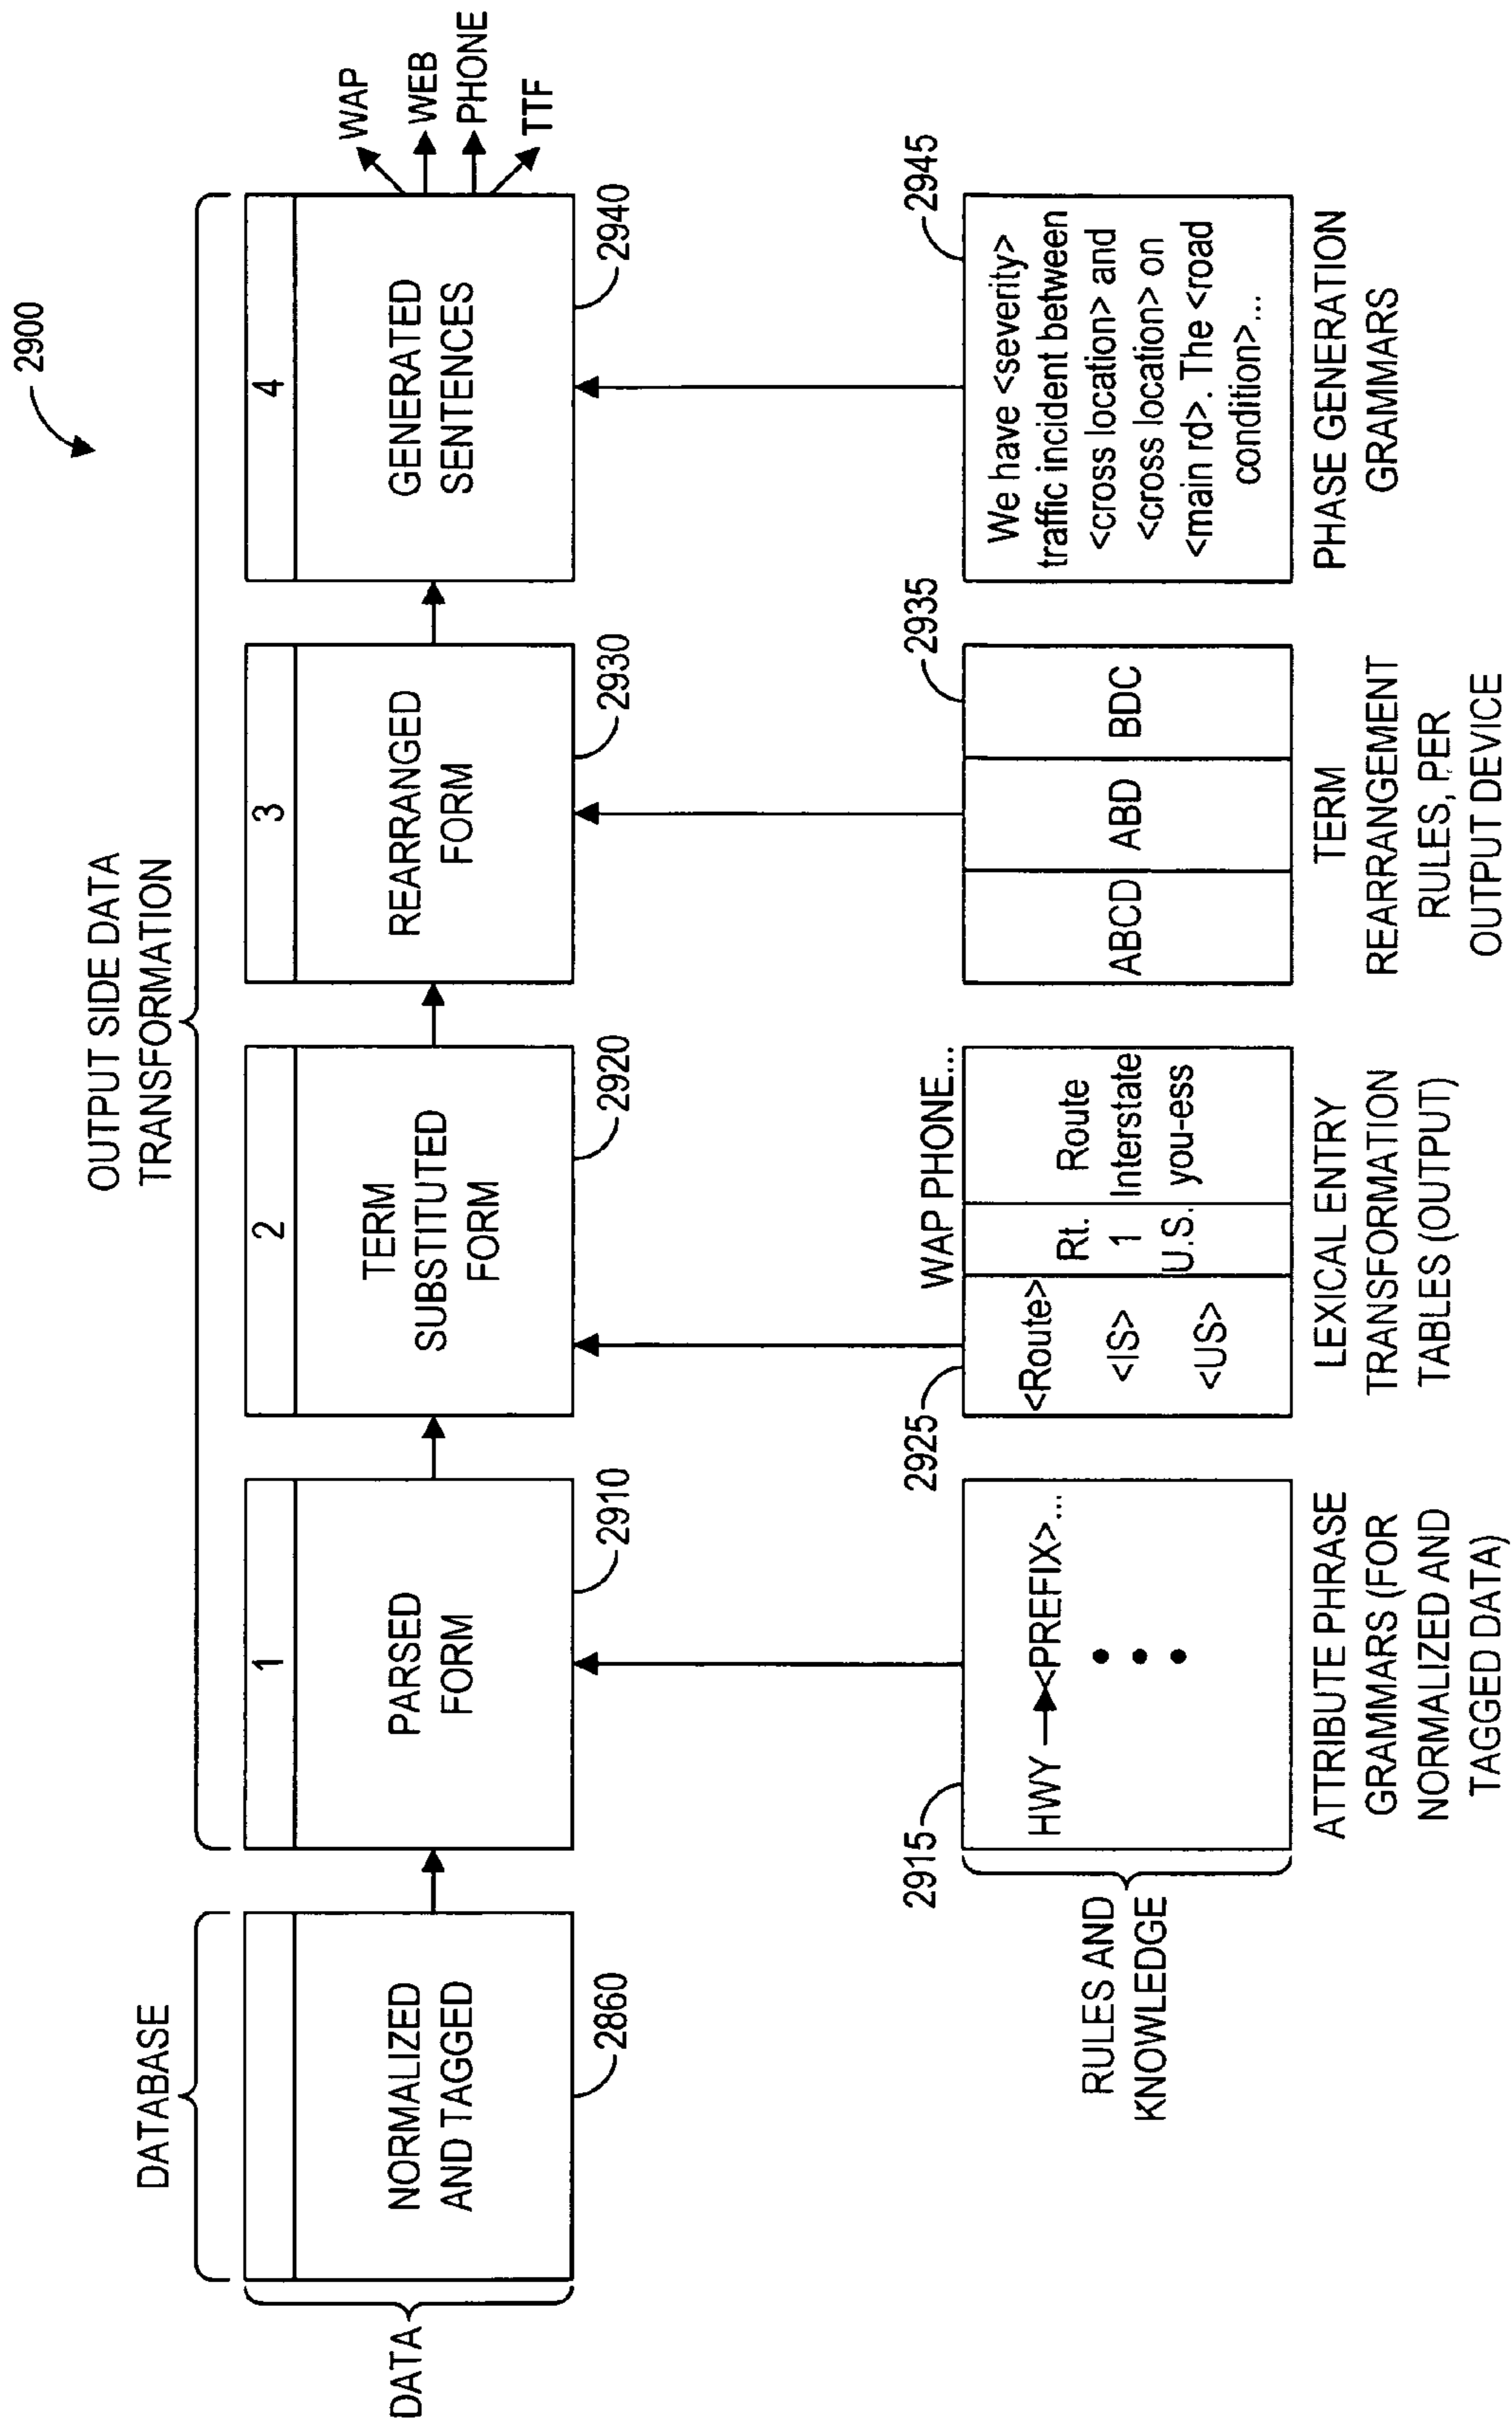 2900
OUTPUT SIDE DATA
TRANSFORMATION
DATABASE
DATA
NORMALIZED
AND TAGGED
2860
1
PARSED
FORM
2910
2
TERM
SUBSTITUTED
FORM
2920
3
REARRANGED
FORM
2930
4
GENERATED
SENTENCES
2940
WAP
WEB
PHONE
TTF
RULES AND
KNOWLEDGE
2915
HWY <PREFIX>...
ATTRIBUTE PHRASE
GRAMMARS (FOR
NORMALIZED AND
TAGGED DATA)
2925
WAP PHONE...
<Route> Rt. Route
<IS> 1 Interstate
<US> U.S. you-ess
LEXICAL ENTRY
TRANSFORMATION
TABLES (OUTPUT)
2935
ABCD ABD BDC
TERM
REARRANGEMENT
RULES, PER
OUTPUT DEVICE
2945
We have <severity>
traffic incident between
<cross location> and
<cross location> on
<main rd>. The <road
condition>...
PHASE GENERATION
GRAMMARS